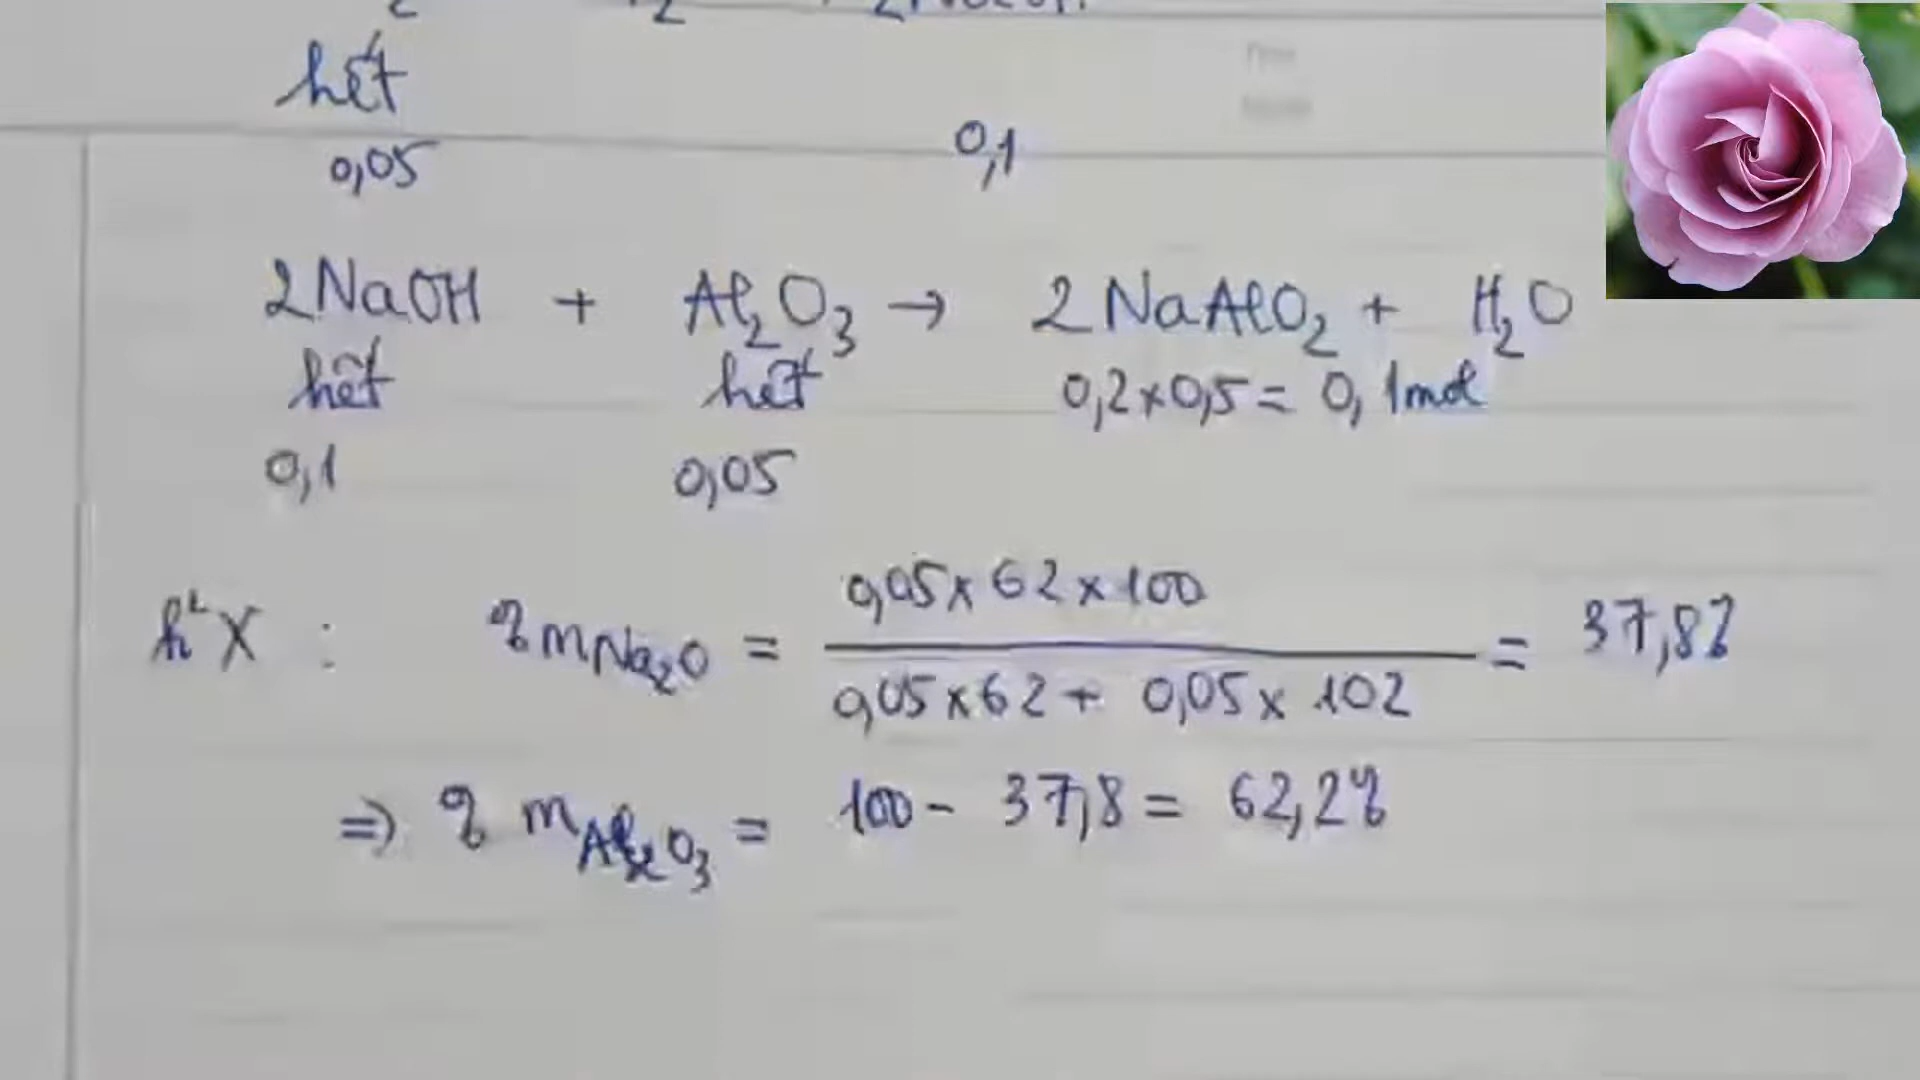 hết
0,05 0,1
2NaOH + Al₂O₃ → 2NaAlO₂ + H₂O
hết hết 0,2×0,5 = 0,1mol
0,1 0,05
h² X : % mNa₂O = 0,05×62×100 / 0,05×62 + 0,05×102 = 37,8%
⇒ % mAl₂O₃ = 100 - 37,8 = 62,2%